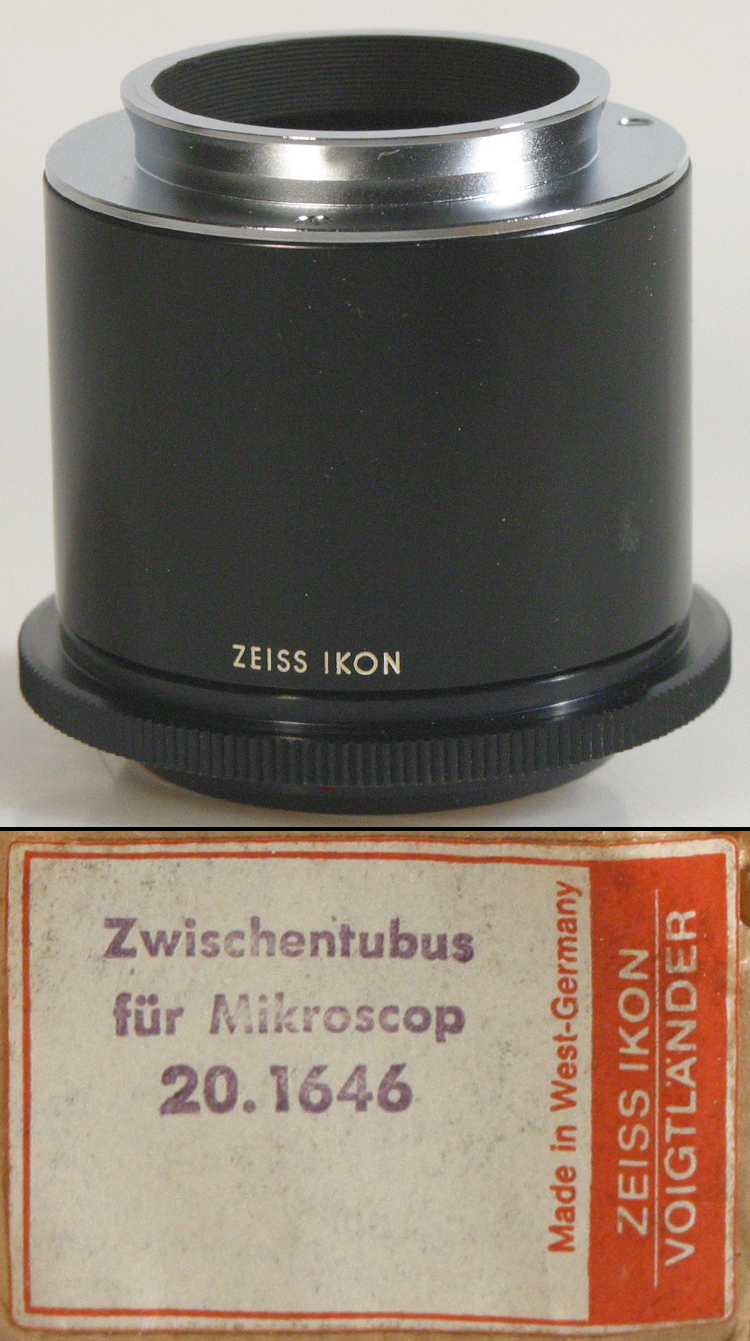 ZEISS IKON
Zwischentubus
für Mikroscop
20.1646
Made in West-Germany
ZEISS IKON
VOIGTLÄNDER